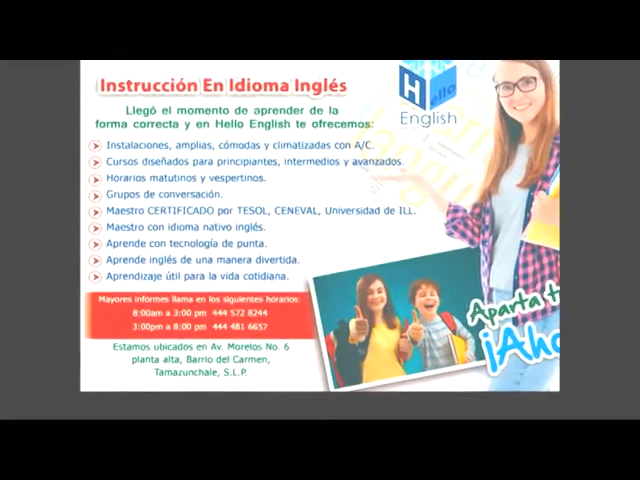 Instrucción En Idioma Inglés
Llegó el momento de aprender de la
forma correcta y en Hello English te ofrecemos:
Instalaciones, amplias, cómodas y climatizadas con A/C.
Cursos diseñados para principiantes, intermedios y avanzados.
Horarios matutinos y vespertinos.
Grupos de conversación.
Maestro CERTIFICADO por TESOL, CENEVAL, Universidad de ILL.
Maestro con idioma nativo inglés.
Aprende con tecnología de punta.
Aprende inglés de una manera divertida.
Aprendizaje útil para la vida cotidiana.
Mayores informes llama en los siguientes horarios:
8:00am a 3:00 pm 444 572 8244
3:00pm a 8:00 pm 444 481 6657
Estamos ubicados en Av. Morelos No. 6
planta alta, Barrio del Carmen,
Tamazunchale, S.L.P.
Hello
English
Aparta t
¡Aho